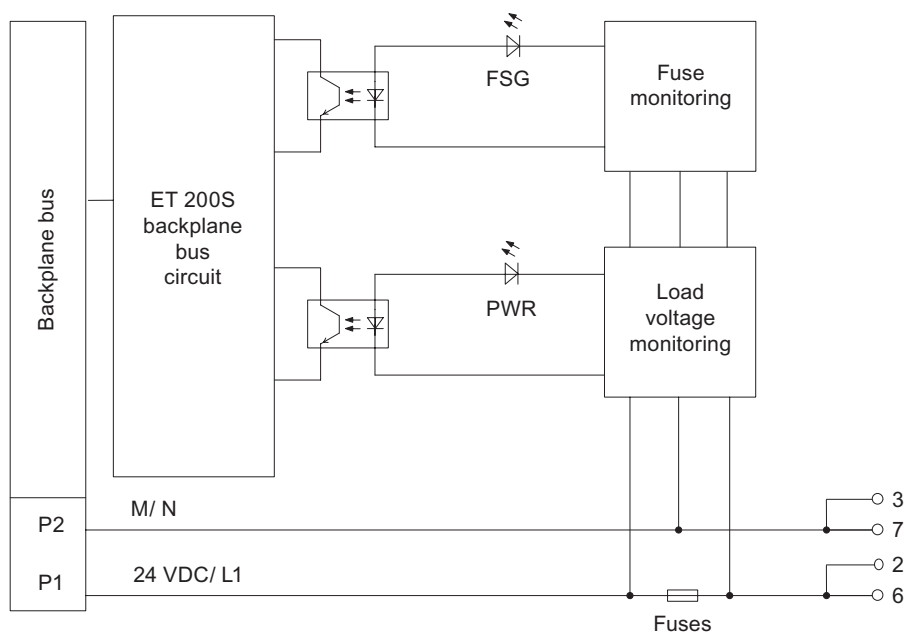 FSG
Fuse
monitoring
Backplane bus
ET 200S
backplane
bus
circuit
PWR
Load
voltage
monitoring
M/ N
P2
3
7
24 VDC/ L1
P1
2
6
Fuses